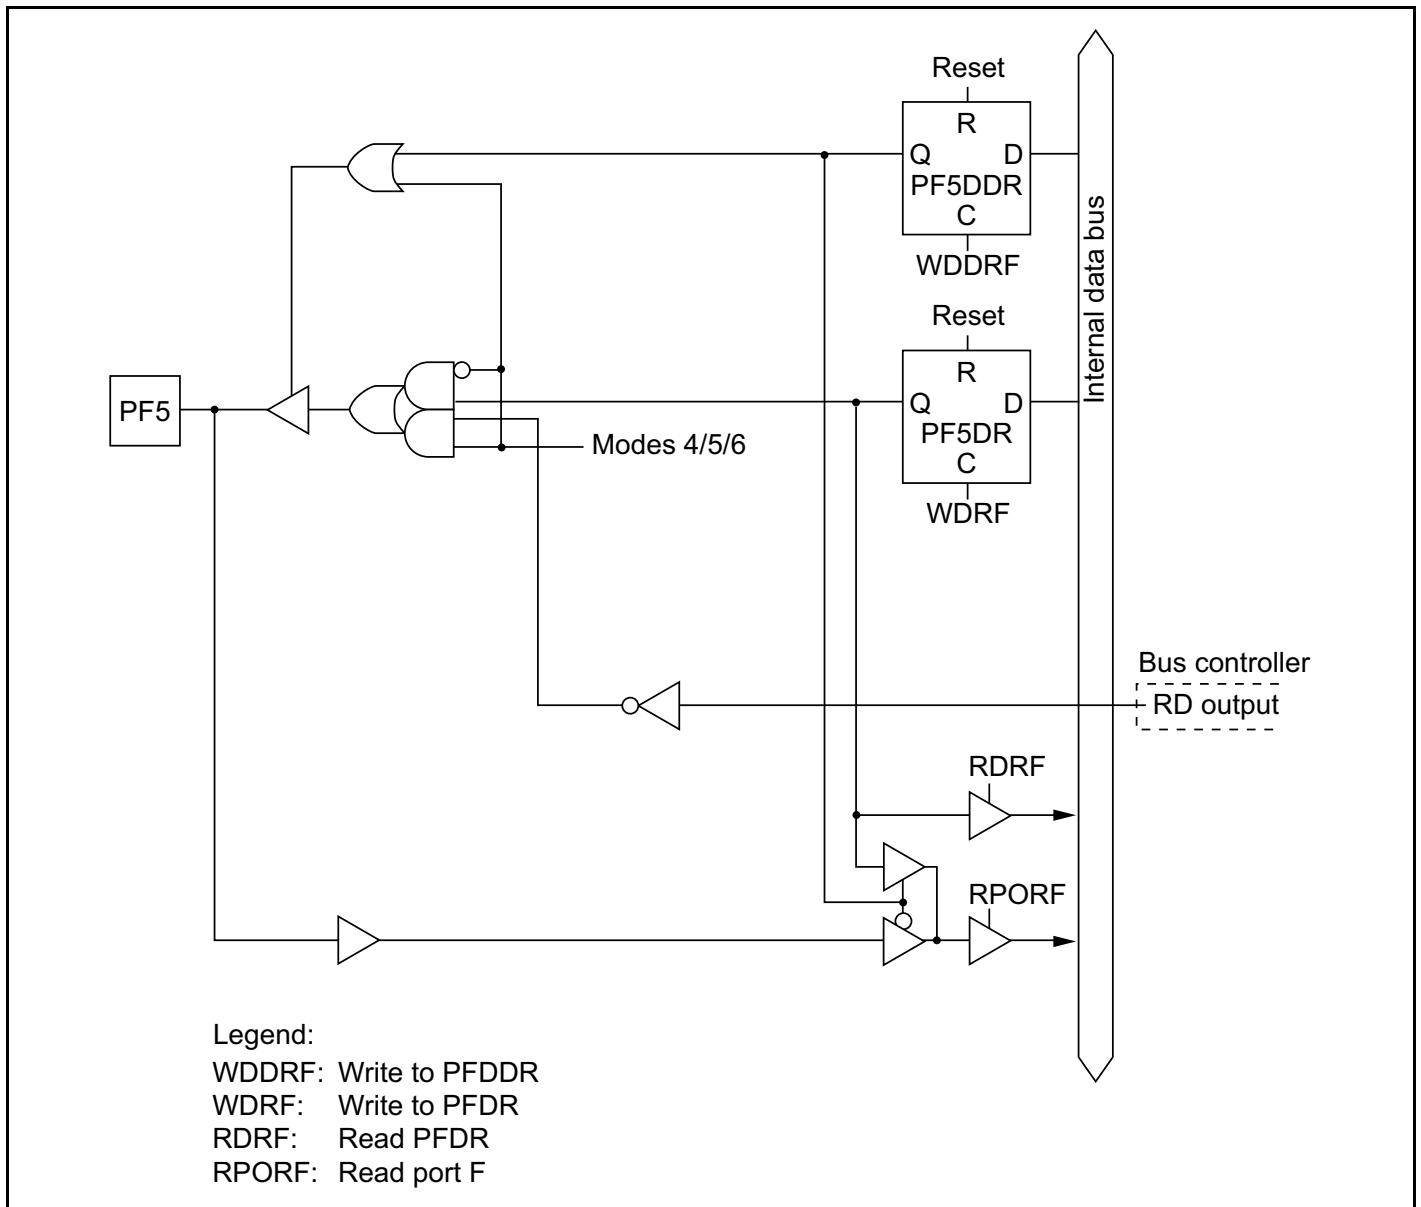 Reset
R
Q D
PF5DDR
C
WDDRF
Internal data bus
Reset
R
Q D
PF5DR
C
WDRF
PF5
Modes 4/5/6
Bus controller
RD output
RDRF
RPORF
Legend:
WDDRF: Write to PFDDR
WDRF: Write to PFDR
RDRF: Read PFDR
RPORF: Read port F